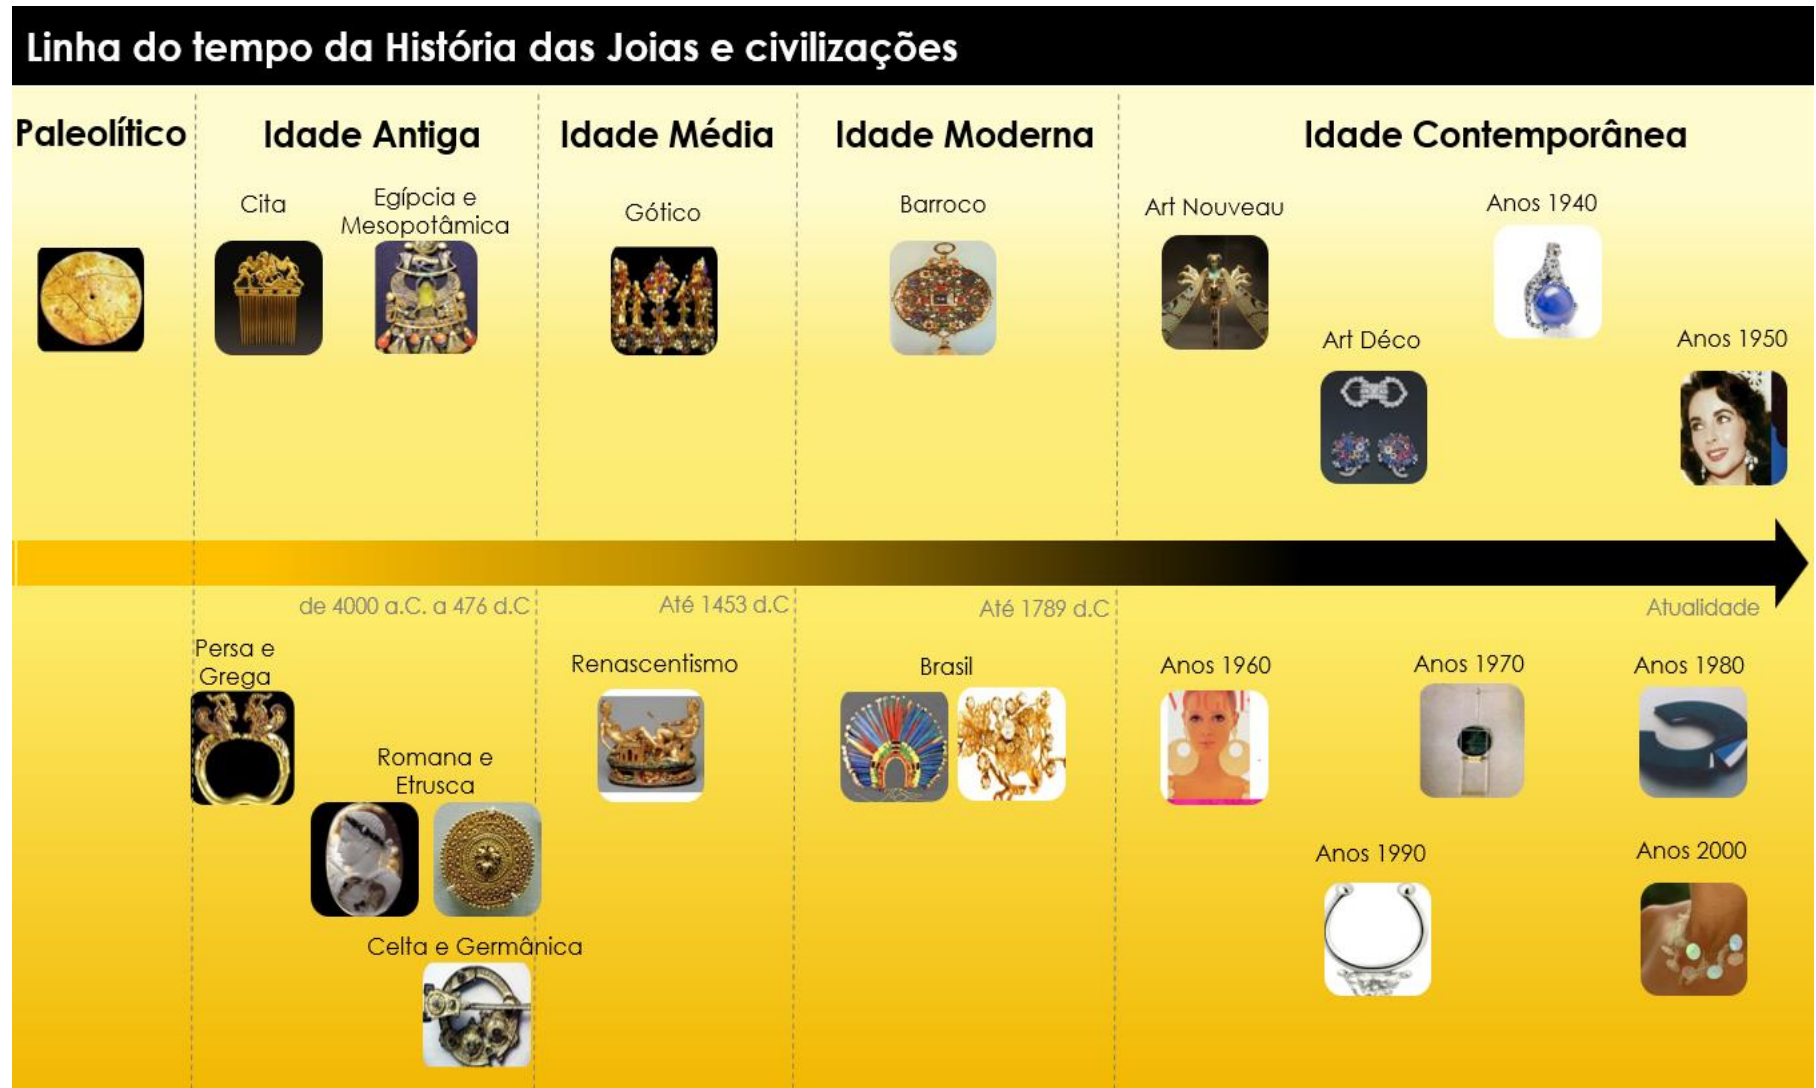 Linha do tempo da História das Joias e civilizações
Paleolítico
Idade Antiga
Idade Média
Idade Moderna
Idade Contemporânea
Cita
Egípcia e
Mesopotâmica
Gótico
Barroco
Art Nouveau
Anos 1940
Art Déco
Anos 1950
de 4000 a.C. a 476 d.C
Até 1453 d.C
Até 1789 d.C
Atualidade
Persa e
Grega
Romana e
Etrusca
Celta e Germânica
Renascentismo
Brasil
Anos 1960
Anos 1970
Anos 1980
Anos 1990
Anos 2000